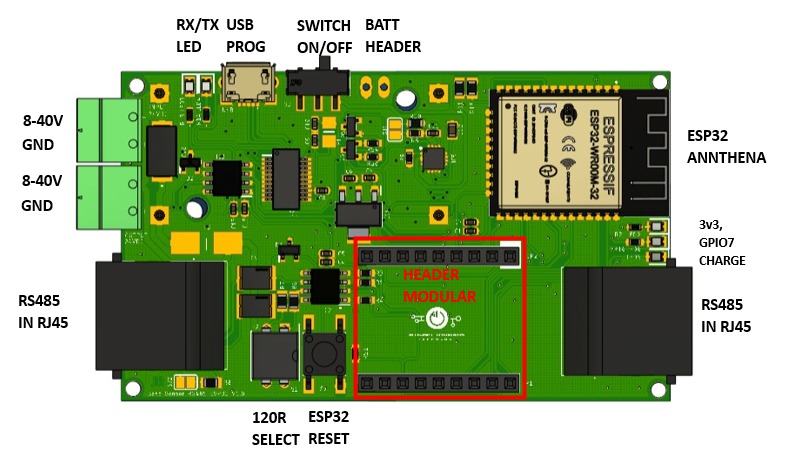 RX/TX
LED
USB
PROG
SWITCH
ON/OFF
BATT
HEADER
8-40V
GND
8-40V
GND
ESPRESSIF
ESP32-WROOM-32
ESP32
ANNTHENA
3v3,
GPIO7
CHARGE
HEADER
MODULAR
RS485
IN RJ45
RS485
IN RJ45
120R
SELECT
ESP32
RESET